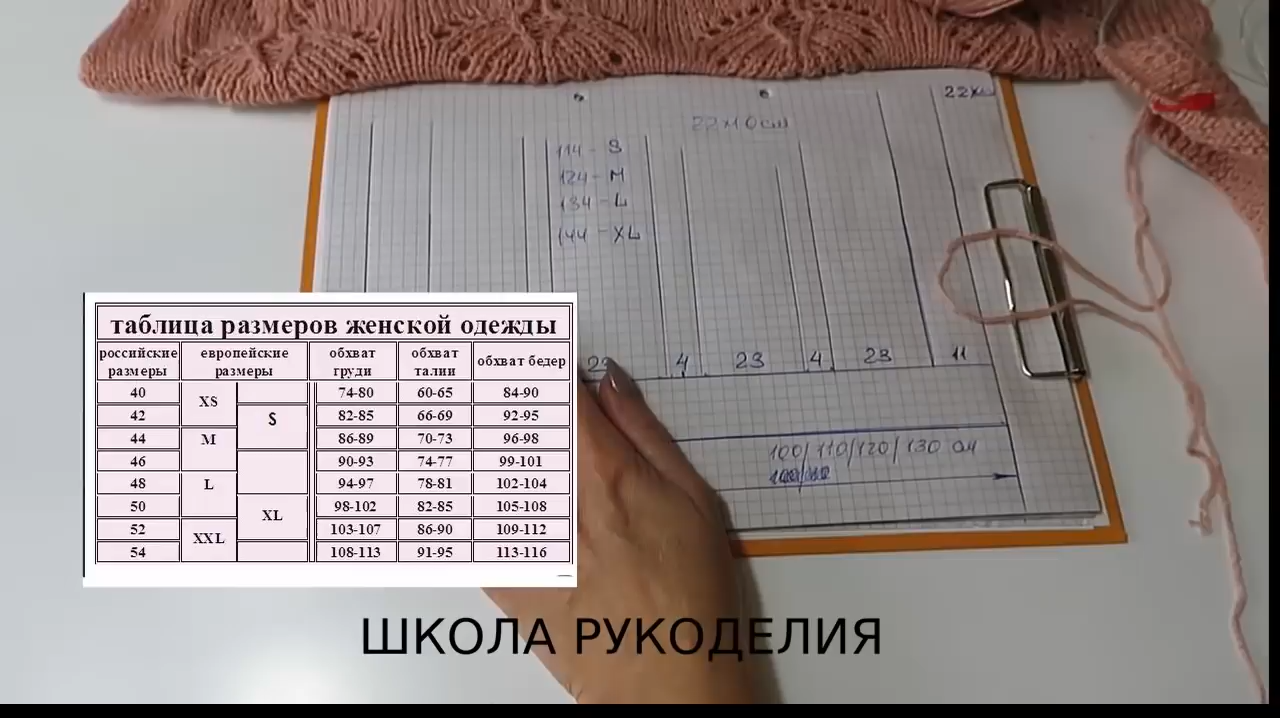 22
22м 0см
114 - S
124 - M
134 - L
144 - XL
4 23 4 23 11
100/110/120/130 см
таблица размеров женской одежды
российские размеры европейские размеры обхват груди обхват талии обхват бедер
40 XS 74-80 60-65 84-90
42 S 82-85 66-69 92-95
44 M 86-89 70-73 96-98
46 90-93 74-77 99-101
48 L 94-97 78-81 102-104
50 XL 98-102 82-85 105-108
52 XXL 103-107 86-90 109-112
54 108-113 91-95 113-116
ШКОЛА РУКОДЕЛИЯ